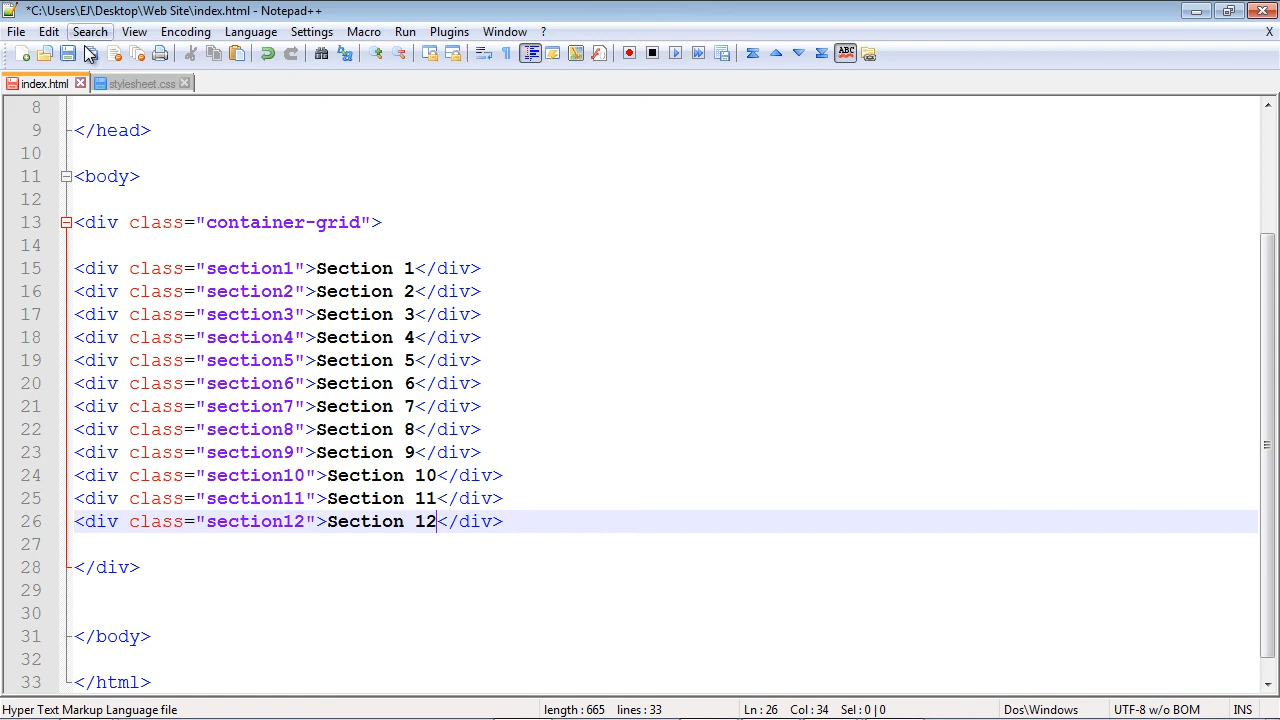 *C:\Users\EJ\Desktop\Web Site\index.html - Notepad++
File Edit Search View Encoding Language Settings Macro Run Plugins Window ? X
ABC
index.html stylesheet.css
8
9 </head>
10
11 <body>
12
13 <div class="container-grid">
14
15 <div class="section1">Section 1</div>
16 <div class="section2">Section 2</div>
17 <div class="section3">Section 3</div>
18 <div class="section4">Section 4</div>
19 <div class="section5">Section 5</div>
20 <div class="section6">Section 6</div>
21 <div class="section7">Section 7</div>
22 <div class="section8">Section 8</div>
23 <div class="section9">Section 9</div>
24 <div class="section10">Section 10</div>
25 <div class="section11">Section 11</div>
26 <div class="section12">Section 12</div>
27
28 </div>
29
30
31 </body>
32
33 </html>
Hyper Text Markup Language file length : 665 lines : 33 Ln : 26 Col : 34 Sel : 0 | 0 Dos\Windows UTF-8 w/o BOM INS